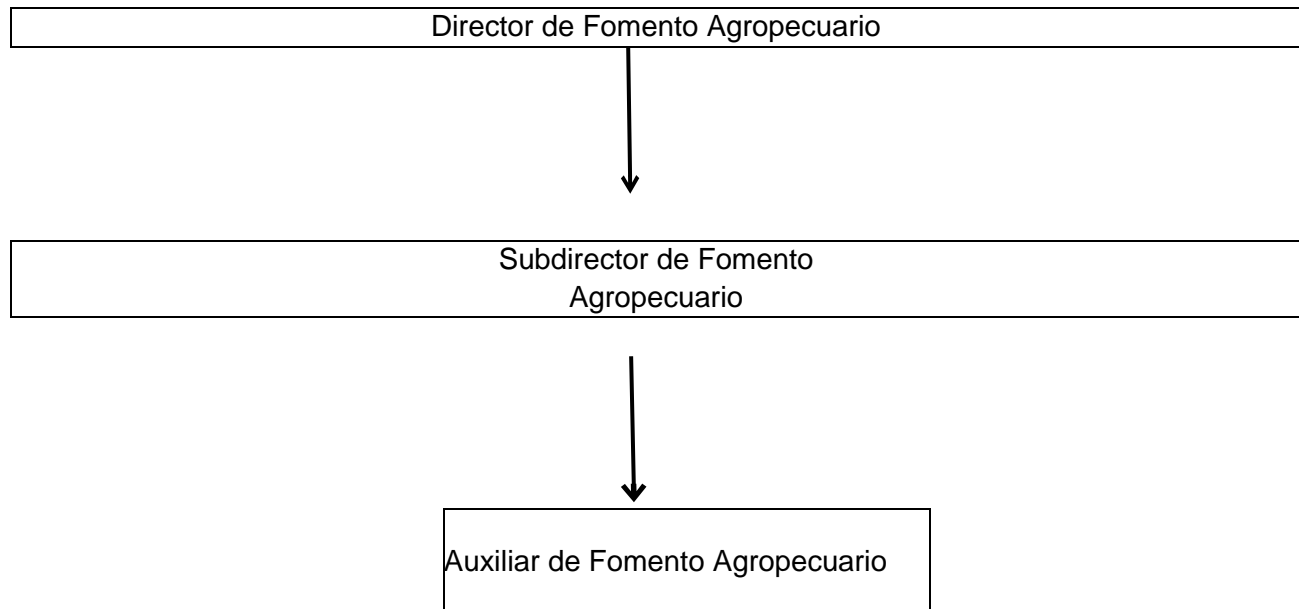 Director de Fomento Agropecuario
Subdirector de Fomento
Agropecuario
Auxiliar de Fomento Agropecuario